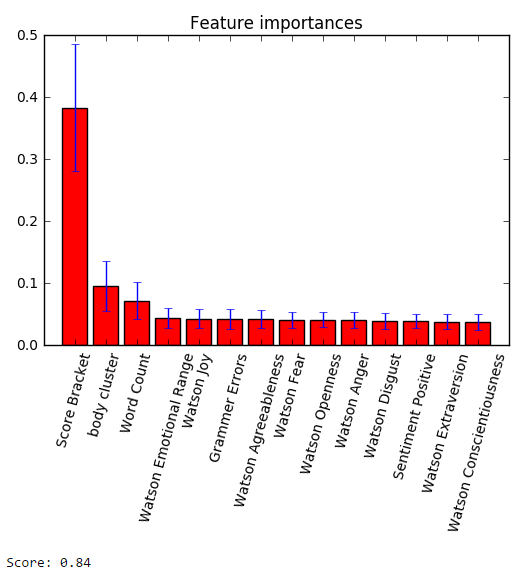 Feature importances
0.5
0.4
0.3
0.2
0.1
0.0
Score Bracket
body cluster
Word Count
Watson Emotional Range
Watson Joy
Grammer Errors
Watson Agreeableness
Watson Fear
Watson Openness
Watson Anger
Watson Disgust
Sentiment Positive
Watson Extraversion
Watson Conscientiousness
Score: 0.84